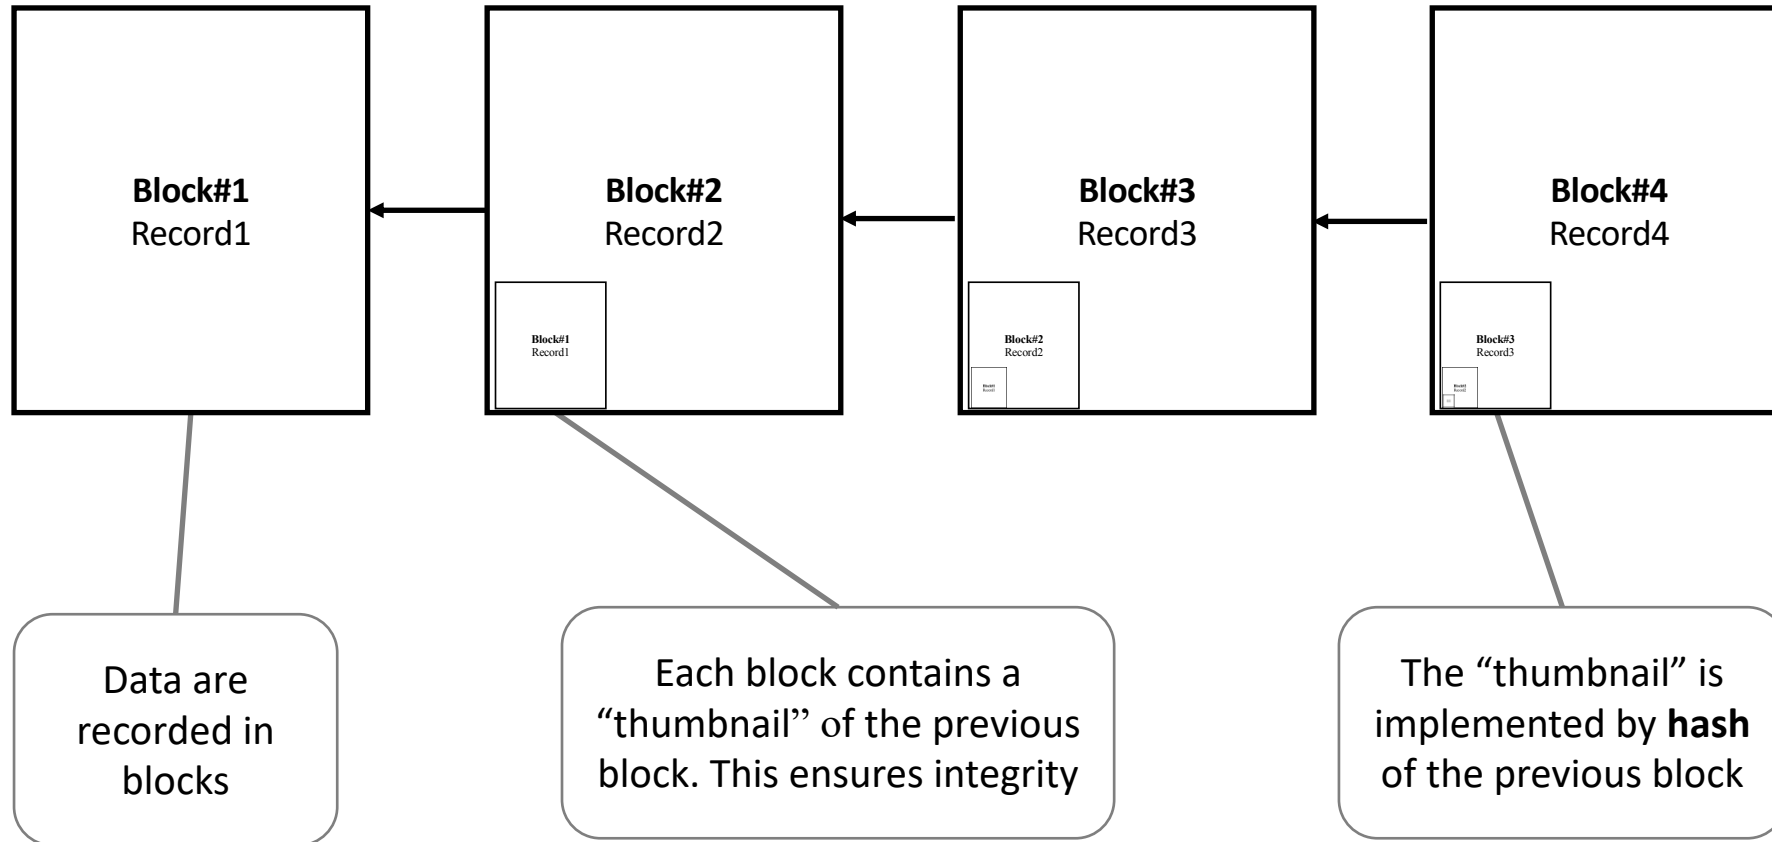 Block#1
Record1
Block#2
Record2
Block#3
Record3
Block#4
Record4
Block#1
Record1
Block#2
Record2
Block#3
Record3
Data are
recorded in
blocks
Each block contains a
“thumbnail” of the previous
block. This ensures integrity
The “thumbnail” is
implemented by hash
of the previous block